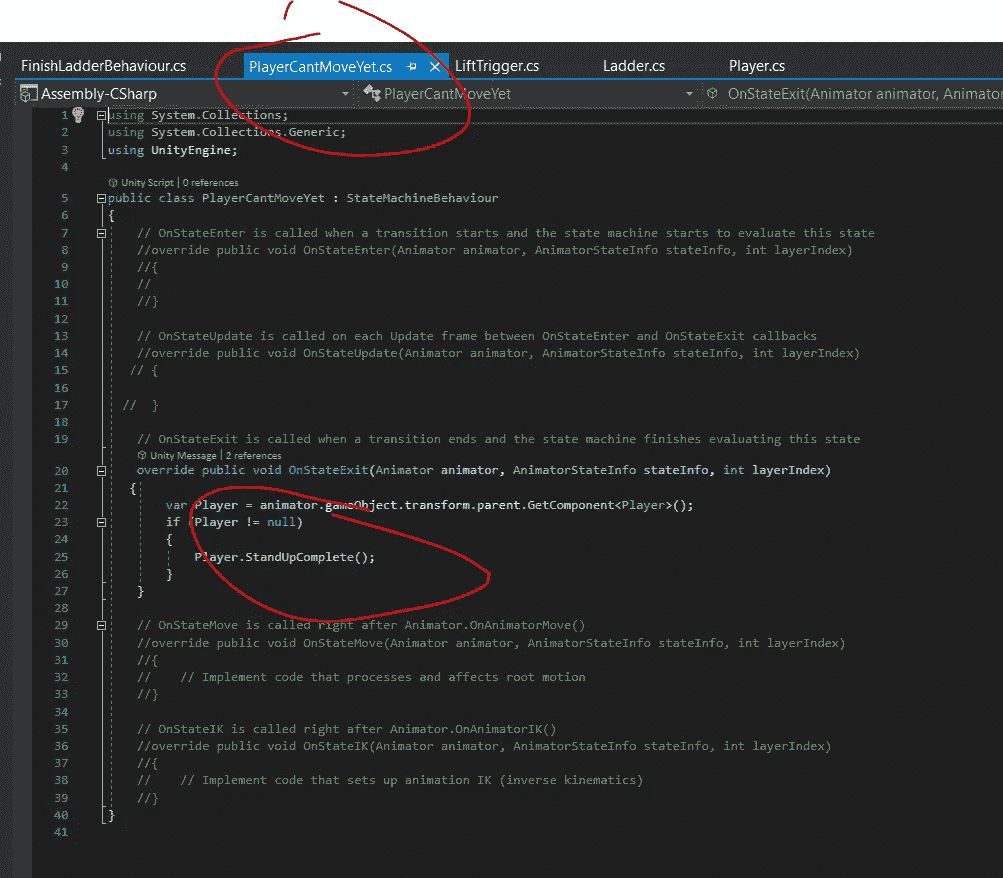 FinishLadderBehaviour.cs PlayerCantMoveYet.cs LiftTrigger.cs Ladder.cs Player.cs
Assembly-CSharp PlayerCantMoveYet OnStateExit(Animator animator, Animator
1 using System.Collections;
2 using System.Collections.Generic;
3 using UnityEngine;
4
Unity Script | 0 references
5 public class PlayerCantMoveYet : StateMachineBehaviour
6 {
7 // OnStateEnter is called when a transition starts and the state machine starts to evaluate this state
8 //override public void OnStateEnter(Animator animator, AnimatorStateInfo stateInfo, int layerIndex)
9 //{
10 //
11 //}
12
13 // OnStateUpdate is called on each Update frame between OnStateEnter and OnStateExit callbacks
14 //override public void OnStateUpdate(Animator animator, AnimatorStateInfo stateInfo, int layerIndex)
15 // {
16
17 // }
18
19 // OnStateExit is called when a transition ends and the state machine finishes evaluating this state
Unity Message | 2 references
20 override public void OnStateExit(Animator animator, AnimatorStateInfo stateInfo, int layerIndex)
21 {
22 var Player = animator.gameObject.transform.parent.GetComponent<Player>();
23 if (Player != null)
24 {
25 Player.StandUpComplete();
26 }
27 }
28
29 // OnStateMove is called right after Animator.OnAnimatorMove()
30 //override public void OnStateMove(Animator animator, AnimatorStateInfo stateInfo, int layerIndex)
31 //{
32 // // Implement code that processes and affects root motion
33 //}
34
35 // OnStateIK is called right after Animator.OnAnimatorIK()
36 //override public void OnStateIK(Animator animator, AnimatorStateInfo stateInfo, int layerIndex)
37 //{
38 // // Implement code that sets up animation IK (inverse kinematics)
39 //}
40 }
41